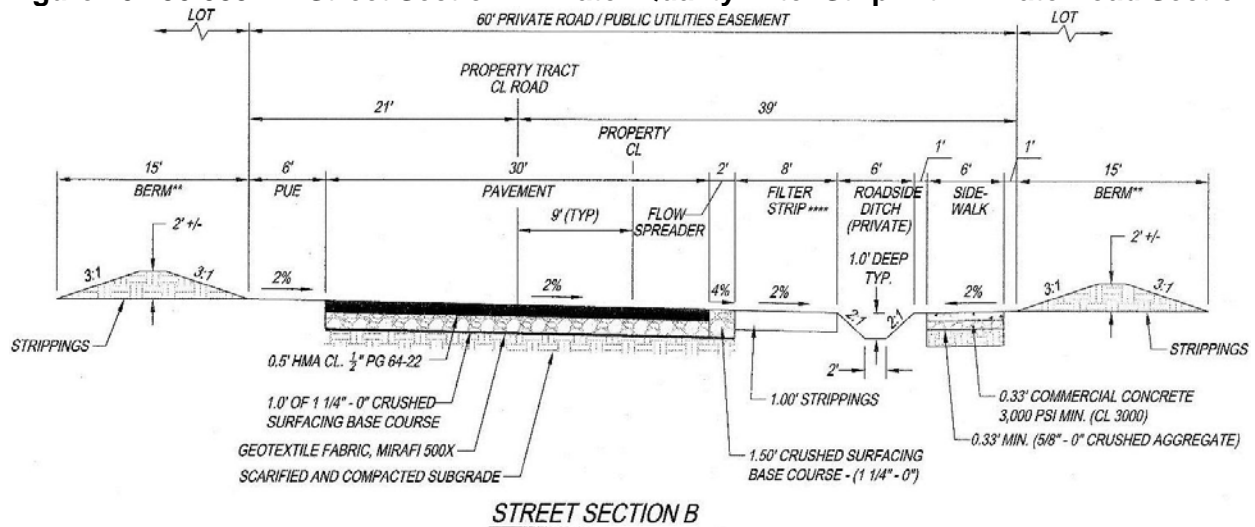 60' PRIVATE ROAD / PUBLIC UTILITIES EASEMENT
LOT
LOT
PROPERTY TRACT
CL ROAD
21'
39'
PROPERTY
CL
15'
BERM**
6'
PUE
30'
PAVEMENT
2'
FLOW
SPREADER
8'
FILTER
STRIP ****
6'
ROADSIDE
DITCH
(PRIVATE)
1'
6'
SIDE-
WALK
1'
15'
BERM**
9' (TYP)
2' +/-
3:1
3:1
2%
2%
4%
2%
1.0' DEEP
TYP.
2:1
2:1
2'
2%
2' +/-
3:1
3:1
STRIPPINGS
STRIPPINGS
0.5' HMA CL. 1/2" PG 64-22
1.0' OF 1 1/4" - 0" CRUSHED
SURFACING BASE COURSE
GEOTEXTILE FABRIC, MIRAFI 500X
SCARIFIED AND COMPACTED SUBGRADE
1.00' STRIPPINGS
1.50' CRUSHED SURFACING
BASE COURSE - (1 1/4" - 0")
0.33' COMMERCIAL CONCRETE
3,000 PSI MIN. (CL 3000)
0.33' MIN. (5/8" - 0" CRUSHED AGGREGATE)
STREET SECTION B